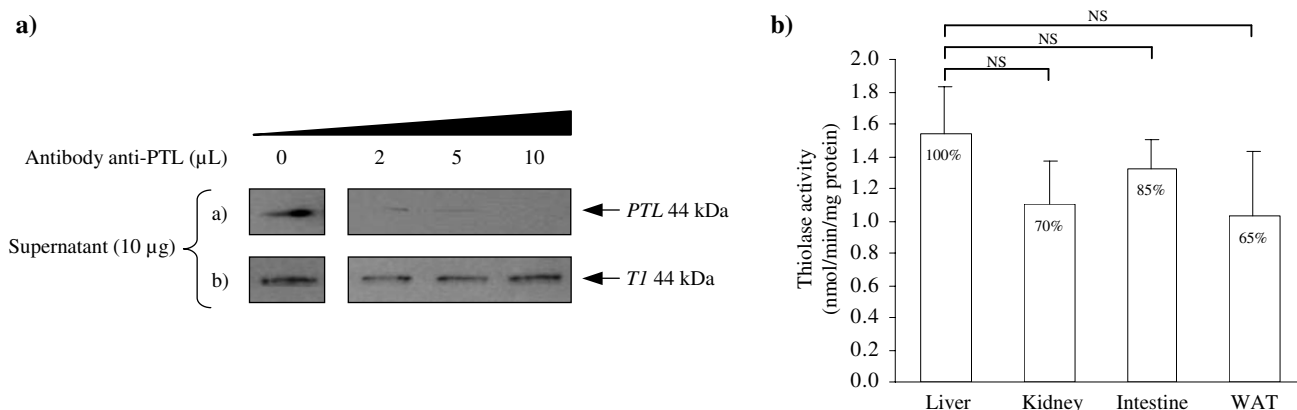 a)
Antibody anti-PTL (µL) 0 2 5 10
Supernatant (10 µg)
a) PTL 44 kDa
b) T1 44 kDa
b)
NS
NS
NS
Thiolase activity
(nmol/min/mg protein)
2.0
1.8
1.6
1.4
1.2
1.0
0.8
0.6
0.4
0.2
0.0
100%
70%
85%
65%
Liver Kidney Intestine WAT